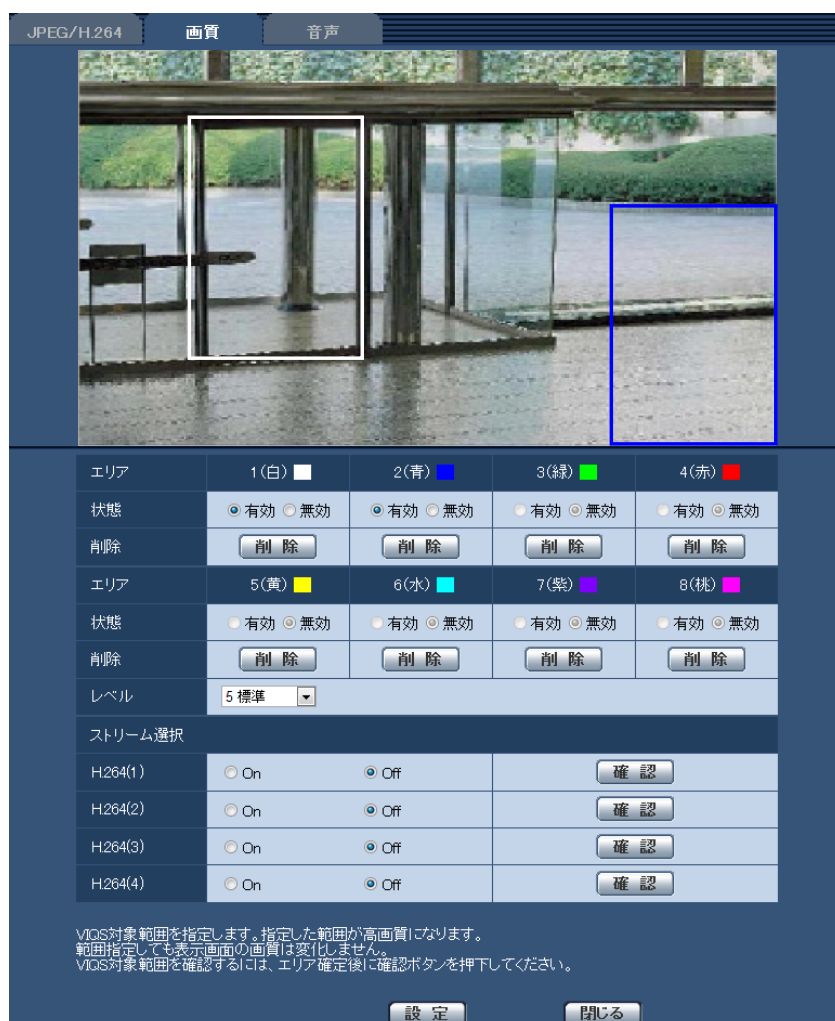 JPEG/H.264 画質 音声
エリア 1(白) 2(青) 3(緑) 4(赤)
状態 有効 無効 有効 無効 有効 無効 有効 無効
削除 削除 削除 削除 削除
エリア 5(黄) 6(水) 7(紫) 8(桃)
状態 有効 無効 有効 無効 有効 無効 有効 無効
削除 削除 削除 削除 削除
レベル 5 標準
ストリーム選択
H.264(1) On Off 確認
H.264(2) On Off 確認
H.264(3) On Off 確認
H.264(4) On Off 確認
VIQS対象範囲を指定します。指定した範囲が高画質になります。
範囲指定しても表示画面の画質は変化しません。
VIQS対象範囲を確認するには、エリア確定後に確認ボタンを押下してください。
設定 閉じる